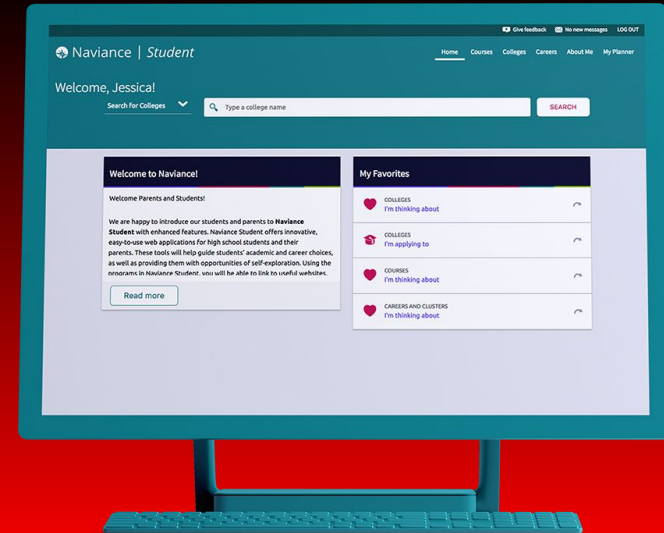 Give feedback No new messages LOG OUT
Naviance | Student
Home Courses Colleges Careers About Me My Planner
Welcome, Jessica!
Search for Colleges Type a college name SEARCH
Welcome to Naviance!
Welcome Parents and Students!
We are happy to introduce our students and parents to Naviance
Student with enhanced features. Naviance Student offers innovative,
easy-to-use web applications for high school students and their
parents. These tools will help guide students' academic and career choices,
as well as providing them with opportunities of self-exploration. Using the
programs in Naviance Student, you will be able to link to useful websites.
Read more
My Favorites
COLLEGES
I'm thinking about
COLLEGES
I'm applying to
COURSES
I'm thinking about
CAREERS AND CLUSTERS
I'm thinking about